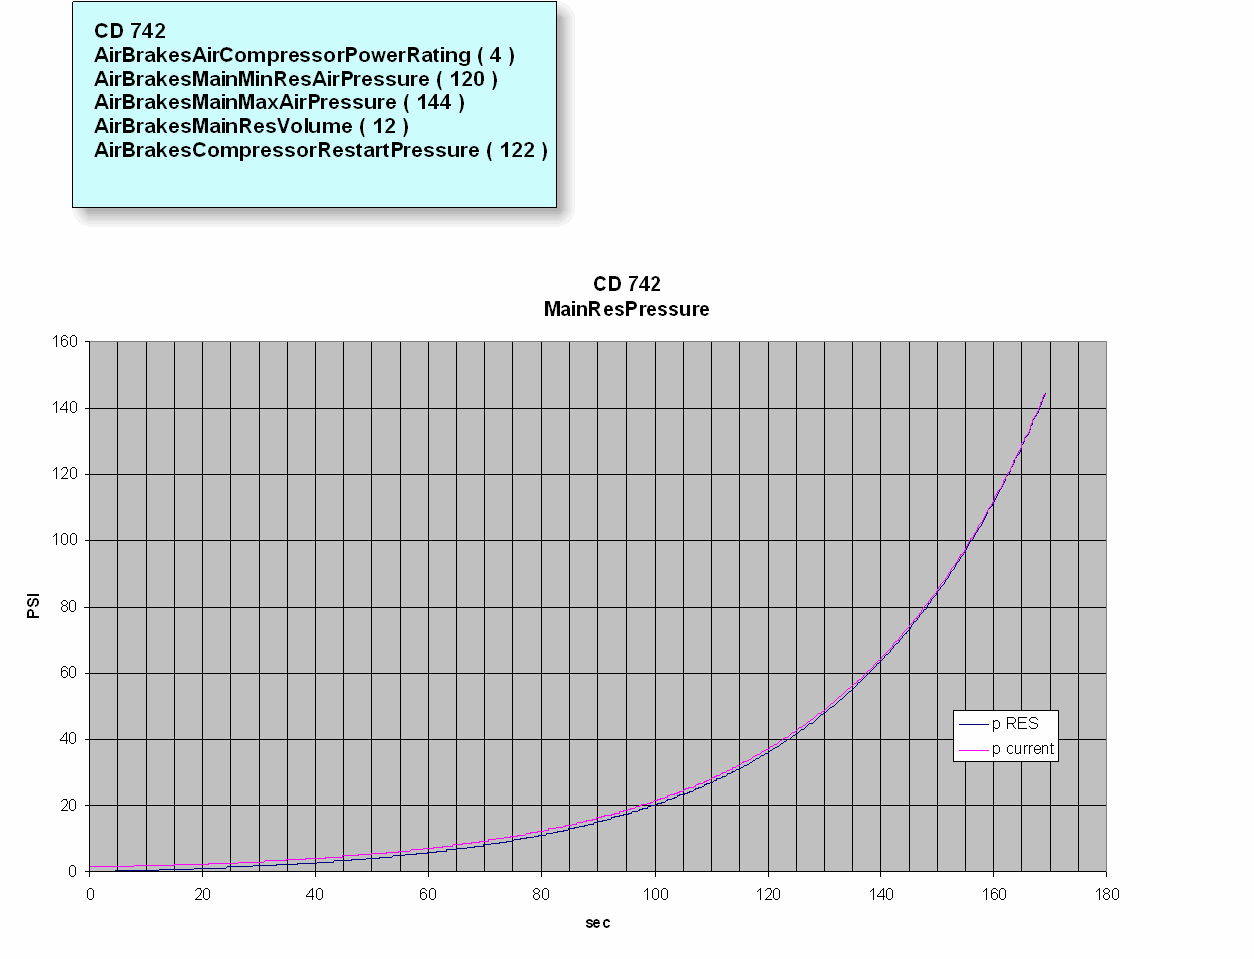 CD 742
AirBrakesAirCompressorPowerRating ( 4 )
AirBrakesMainMinResAirPressure ( 120 )
AirBrakesMainMaxAirPressure ( 144 )
AirBrakesMainResVolume ( 12 )
AirBrakesCompressorRestartPressure ( 122 )
CD 742
MainResPressure
160
140
120
100
80
60
40
20
0
PSI
p RES
p current
0 20 40 60 80 100 120 140 160 180
sec